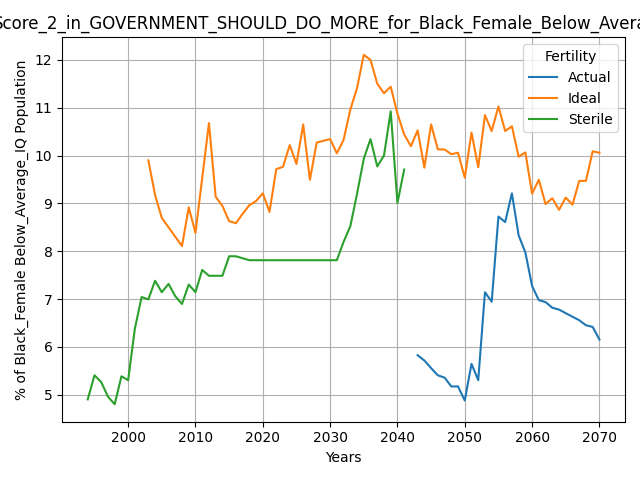 Score_2_in_GOVERNMENT_SHOULD_DO_MORE_for_Black_Female_Below_Avera
% of Black_Female Below_Average_IQ Population
12
11
10
9
8
7
6
5
Fertility
Actual
Ideal
Sterile
2000 2010 2020 2030 2040 2050 2060 2070
Years